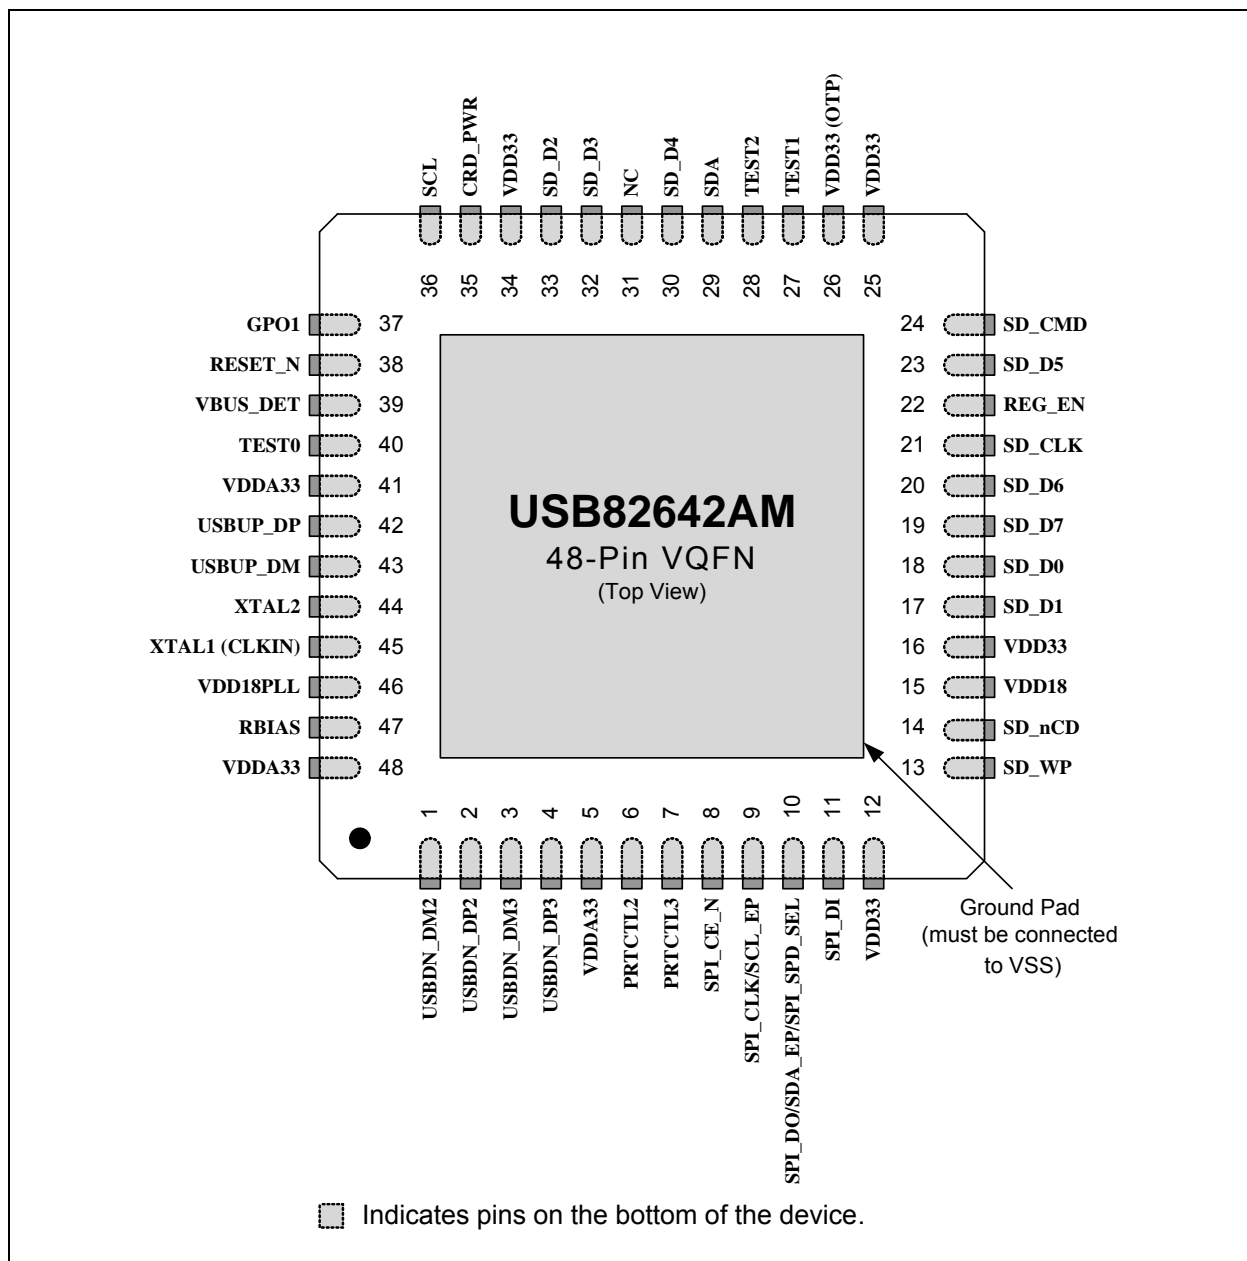 SCL
CRD_PWR
VDD33
SD_D2
SD_D3
NC
SD_D4
SDA
TEST2
TEST1
VDD33 (OTP)
VDD33
36
35
34
33
32
31
30
29
28
27
26
25
GPO1 37
RESET_N 38
VBUS_DET 39
TEST0 40
VDDA33 41
USBUP_DP 42
USBUP_DM 43
XTAL2 44
XTAL1 (CLKIN) 45
VDD18PLL 46
RBIAS 47
VDDA33 48
USB82642AM
48-Pin VQFN
(Top View)
24 SD_CMD
23 SD_D5
22 REG_EN
21 SD_CLK
20 SD_D6
19 SD_D7
18 SD_D0
17 SD_D1
16 VDD33
15 VDD18
14 SD_nCD
13 SD_WP
1
2
3
4
5
6
7
8
9
10
11
12
USBDN_DM2
USBDN_DP2
USBDN_DM3
USBDN_DP3
VDDA33
PRTCTL2
PRTCTL3
SPI_CE_N
SPI_CLK/SCL_EP
SPI_DO/SDA_EP/SPI_SPD_SEL
SPI_DI
VDD33
Ground Pad
(must be connected
to VSS)
Indicates pins on the bottom of the device.